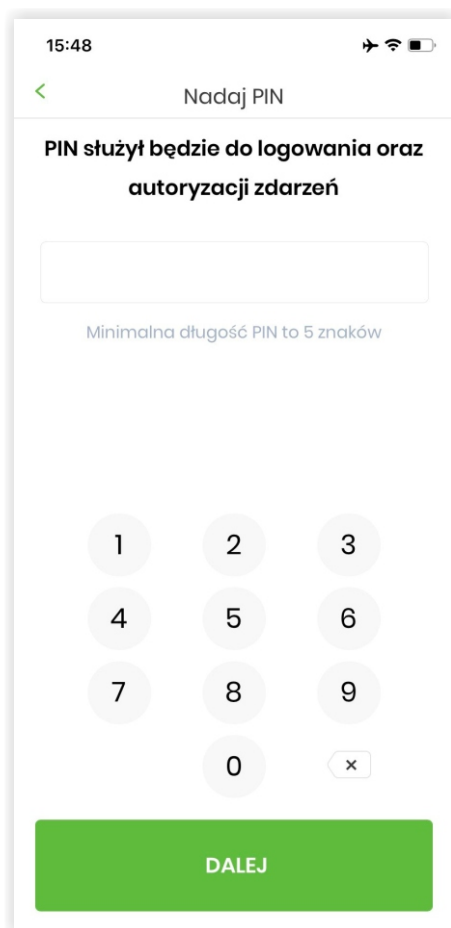 15:48
Nadaj PIN
PIN służył będzie do logowania oraz
autoryzacji zdarzeń
Minimalna długość PIN to 5 znaków
1 2 3
4 5 6
7 8 9
0
DALEJ